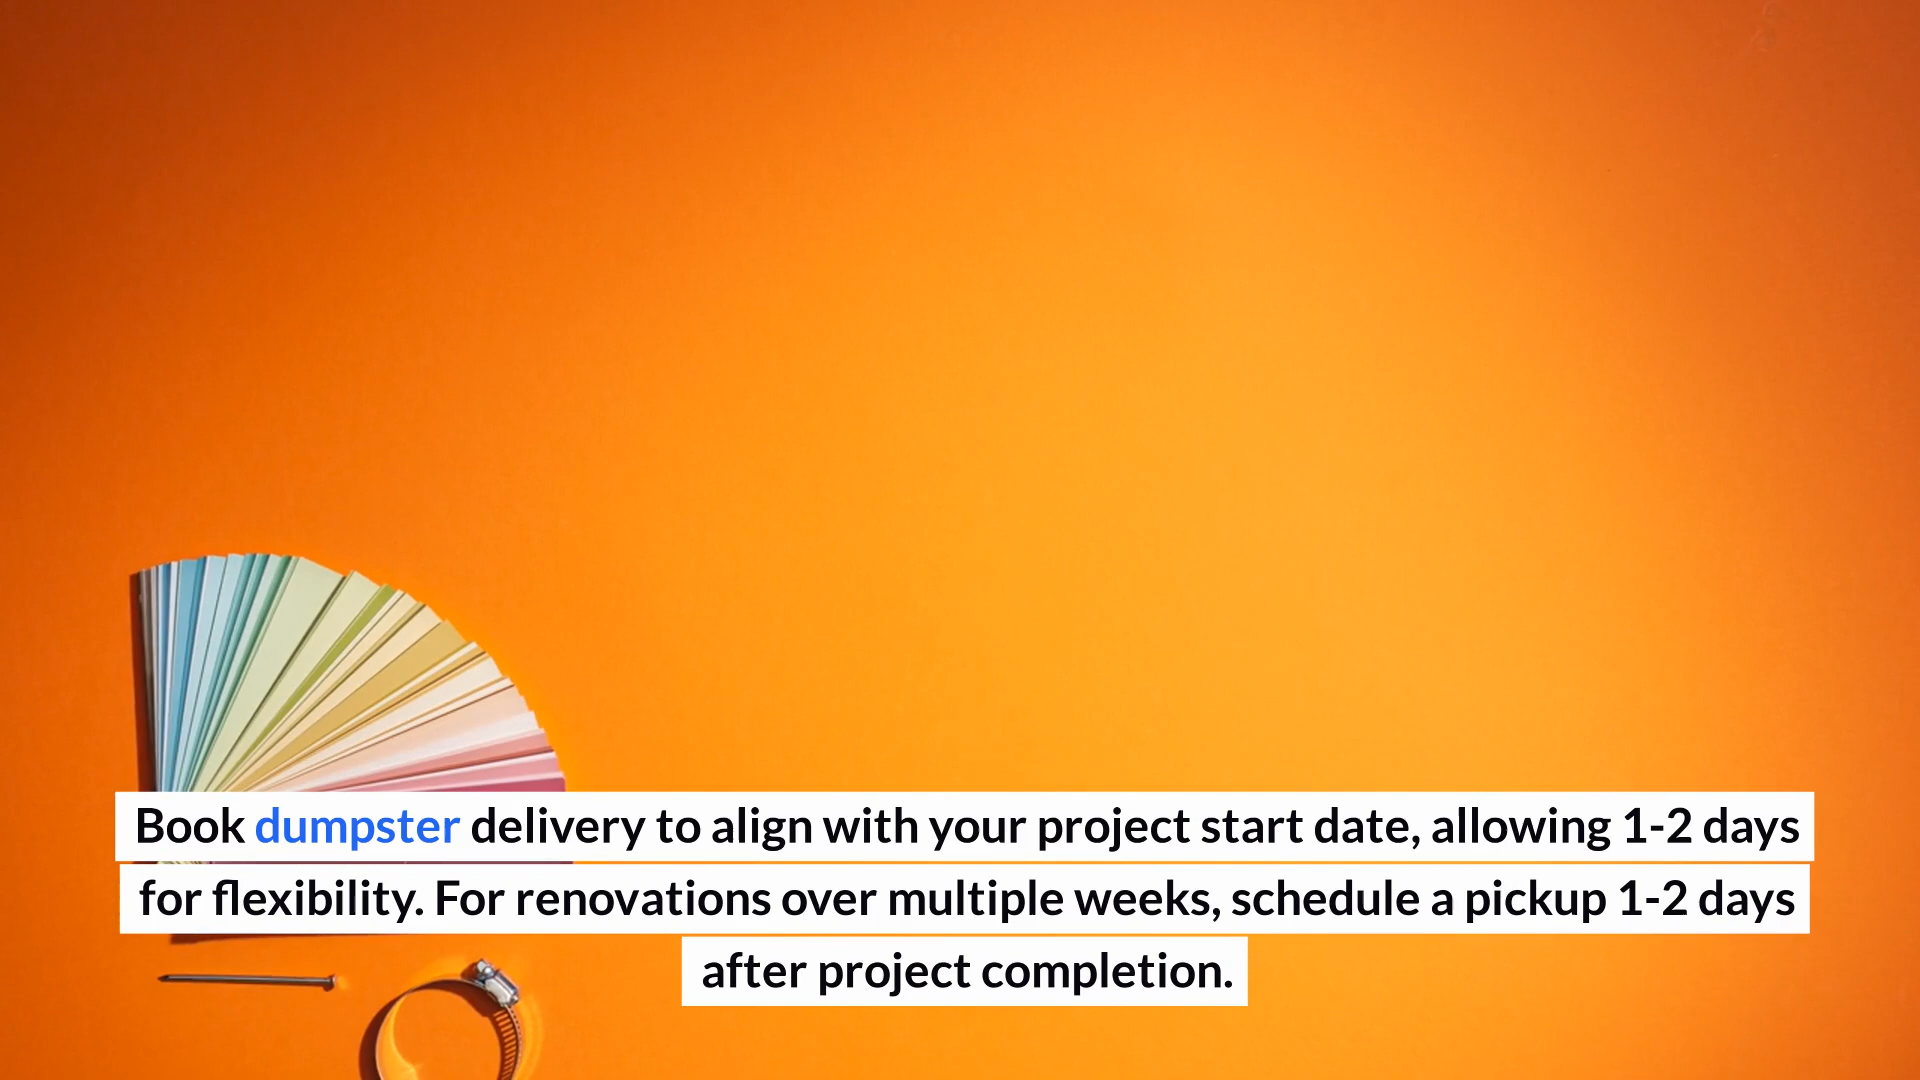 Book dumpster delivery to align with your project start date, allowing 1-2 days
for flexibility. For renovations over multiple weeks, schedule a pickup 1-2 days
after project completion.